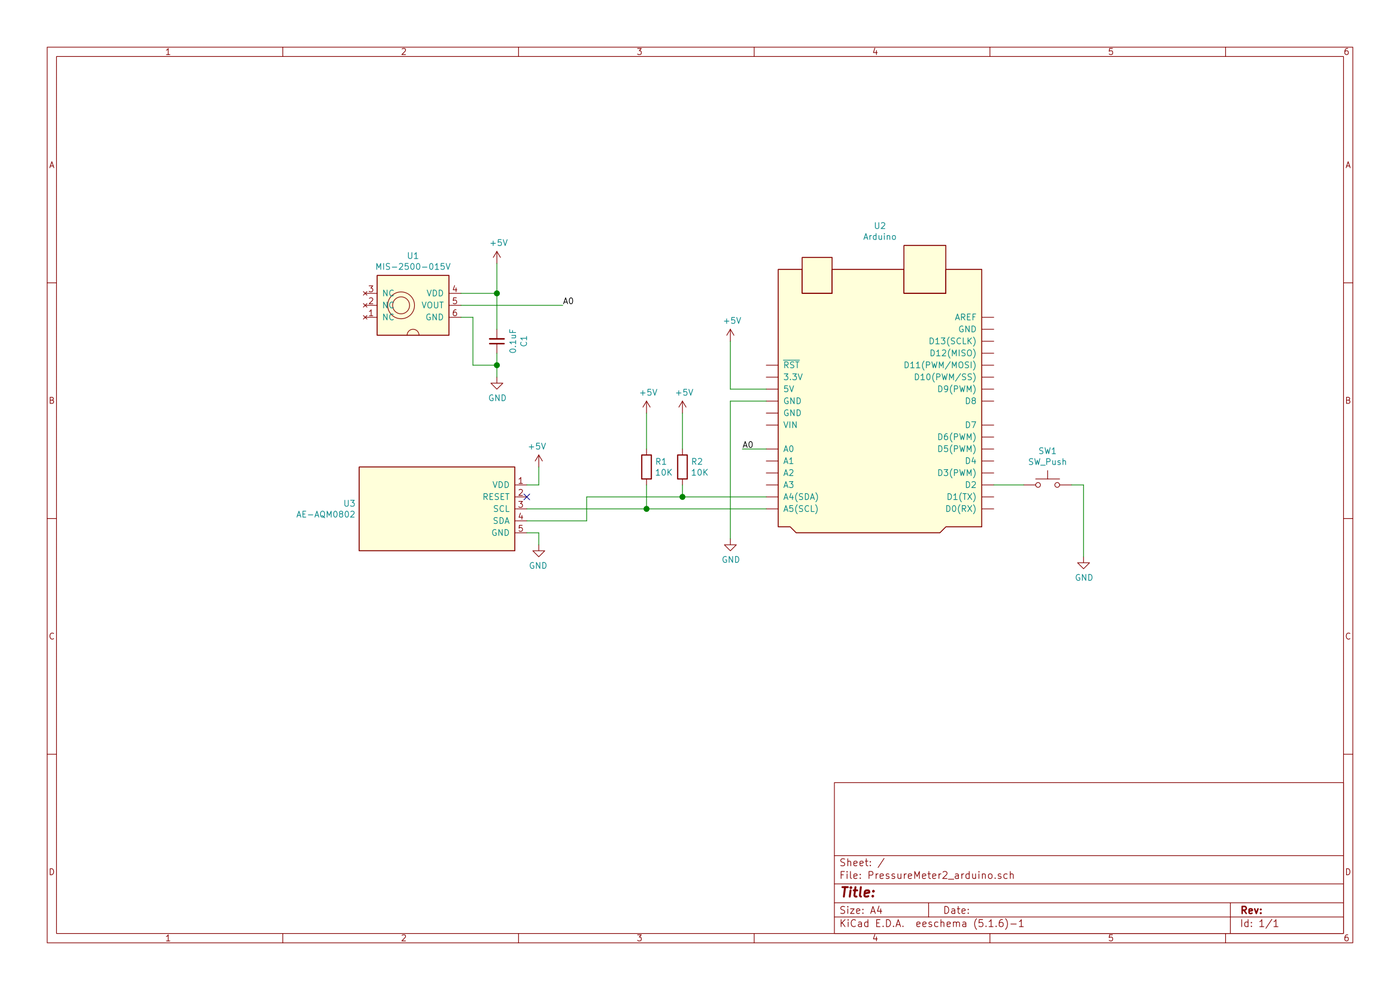 1 2 3 4 5 6
A A
U2
Arduino
+5V
U1
MIS-2500-015V
3 NC VDD 4
2 NC VOUT 5 A0
1 NC GND 6
0.1uF
C1
GND
+5V
AREF
GND
D13(SCLK)
D12(MISO)
RST D11(PWM/MOSI)
3.3V D10(PWM/SS)
5V D9(PWM)
GND D8
GND
VIN D7
D6(PWM)
A0 A0 D5(PWM)
A1 D4
A2 D3(PWM)
A3 D2
A4(SDA) D1(TX)
A5(SCL) D0(RX)
GND
B B
+5V +5V
R1 R2
10K 10K
SW1
SW_Push
GND
+5V
U3
AE-AQM0802
VDD 1
RESET 2
SCL 3
SDA 4
GND 5
GND
C C
D D
Sheet: /
File: PressureMeter2_arduino.sch
Title:
Size: A4 Date: Rev:
KiCad E.D.A. eeschema (5.1.6)-1 Id: 1/1
1 2 3 4 5 6